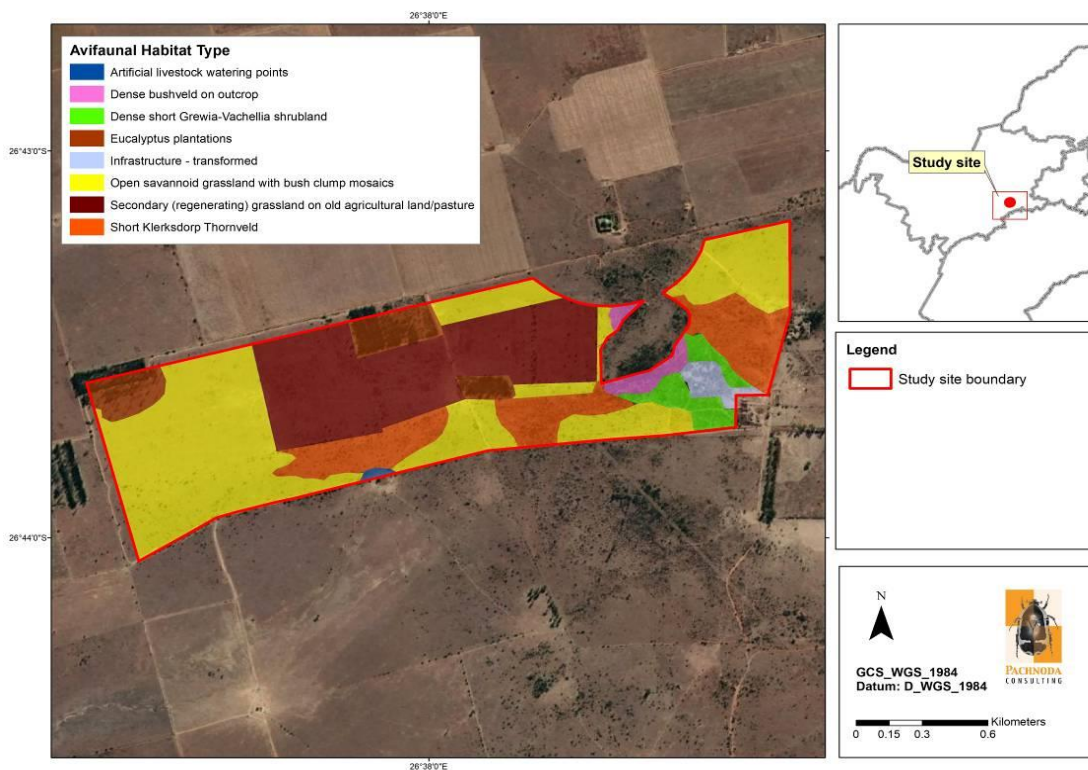 26°38'0"E
Avifaunal Habitat Type
Artificial livestock watering points
Dense bushveld on outcrop
Dense short Grewia-Vachellia shrubland
Eucalyptus plantations
Infrastructure - transformed
Open savannoid grassland with bush clump mosaics
Secondary (regenerating) grassland on old agricultural land/pasture
Short Klerksdorp Thornveld
26°43'0"S
26°44'0"S
26°38'0"E
Study site
Legend
Study site boundary
N
GCS_WGS_1984
Datum: D_WGS_1984
PACHNODA
CONSULTING
Kilometers
0 0.15 0.3 0.6